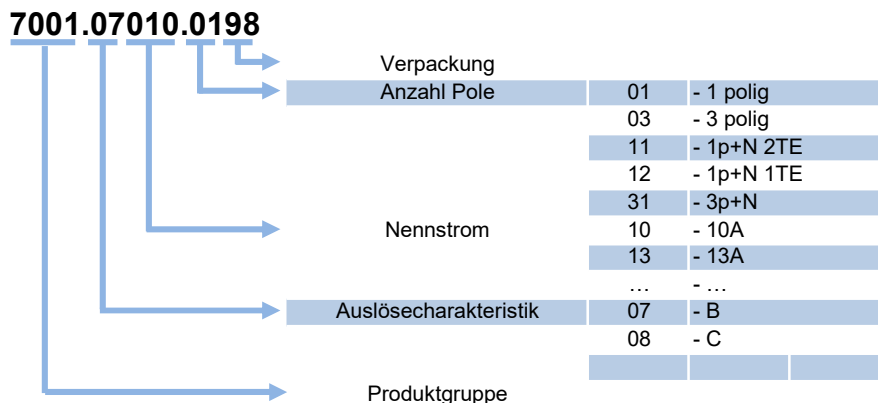 7001.07010.0198
Verpackung
Anzahl Pole 01 - 1 polig
03 - 3 polig
11 - 1p+N 2TE
12 - 1p+N 1TE
31 - 3p+N
Nennstrom 10 - 10A
13 - 13A
... - ...
Auslösecharakteristik 07 - B
08 - C
Produktgruppe